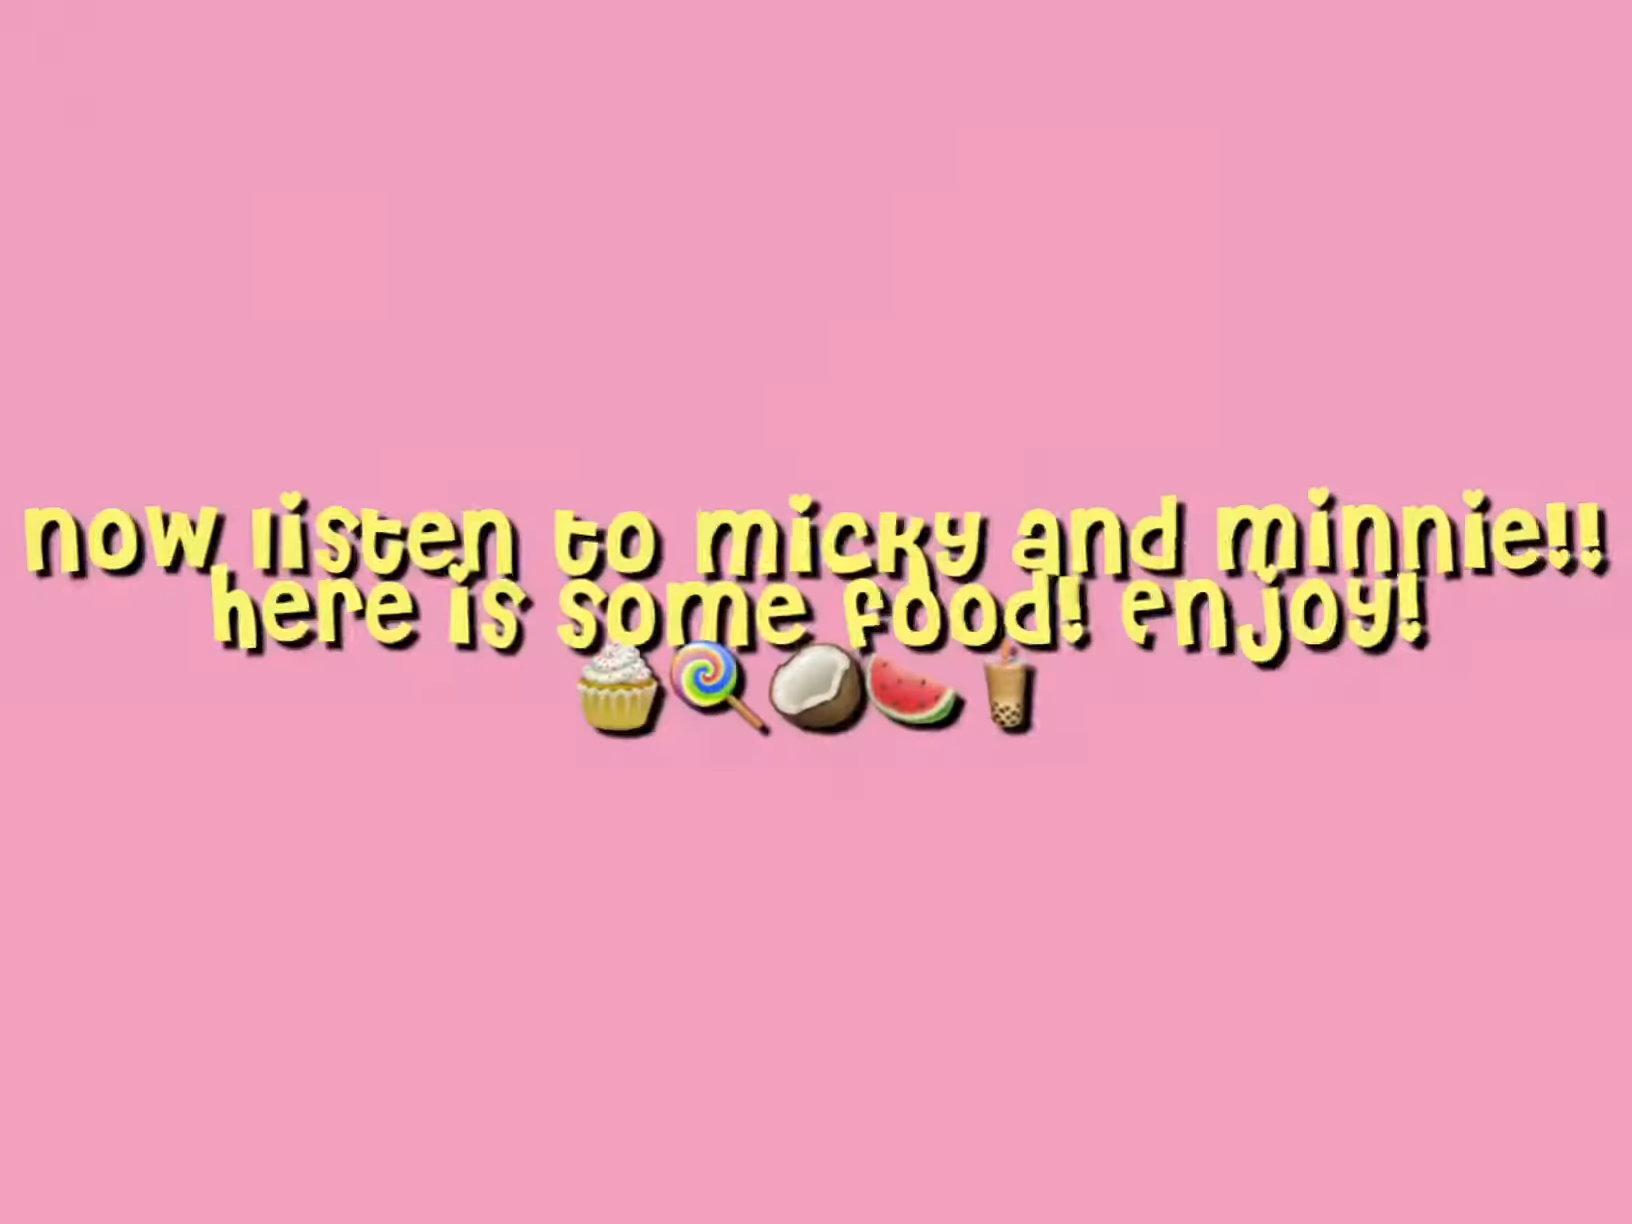 now listen to micky and minnie!!
here is some food! enjoy!
🧁🍭🥥🍉🧋